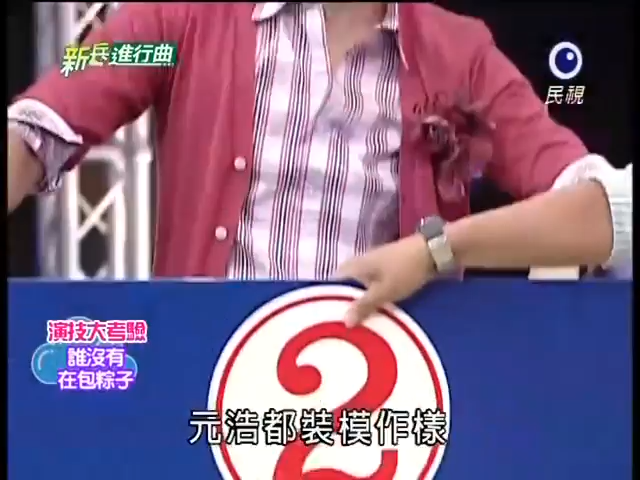 新兵進行曲
民視
演技大考驗
誰沒有
在包粽子
2
元浩都裝模作樣